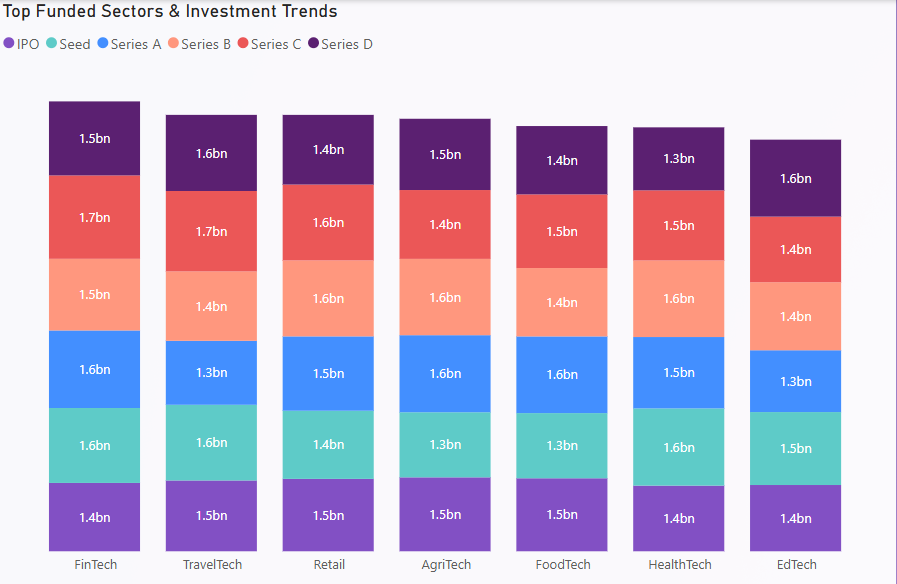 Top Funded Sectors & Investment Trends
IPO Seed Series A Series B Series C Series D
1.5bn 1.6bn 1.4bn 1.5bn 1.4bn 1.3bn 1.6bn
1.7bn 1.7bn 1.6bn 1.4bn 1.5bn 1.5bn 1.4bn
1.5bn 1.4bn 1.6bn 1.6bn 1.4bn 1.6bn 1.4bn
1.6bn 1.3bn 1.5bn 1.6bn 1.6bn 1.5bn 1.3bn
1.6bn 1.6bn 1.4bn 1.3bn 1.3bn 1.6bn 1.5bn
1.4bn 1.5bn 1.5bn 1.5bn 1.5bn 1.4bn 1.4bn
FinTech TravelTech Retail AgriTech FoodTech HealthTech EdTech